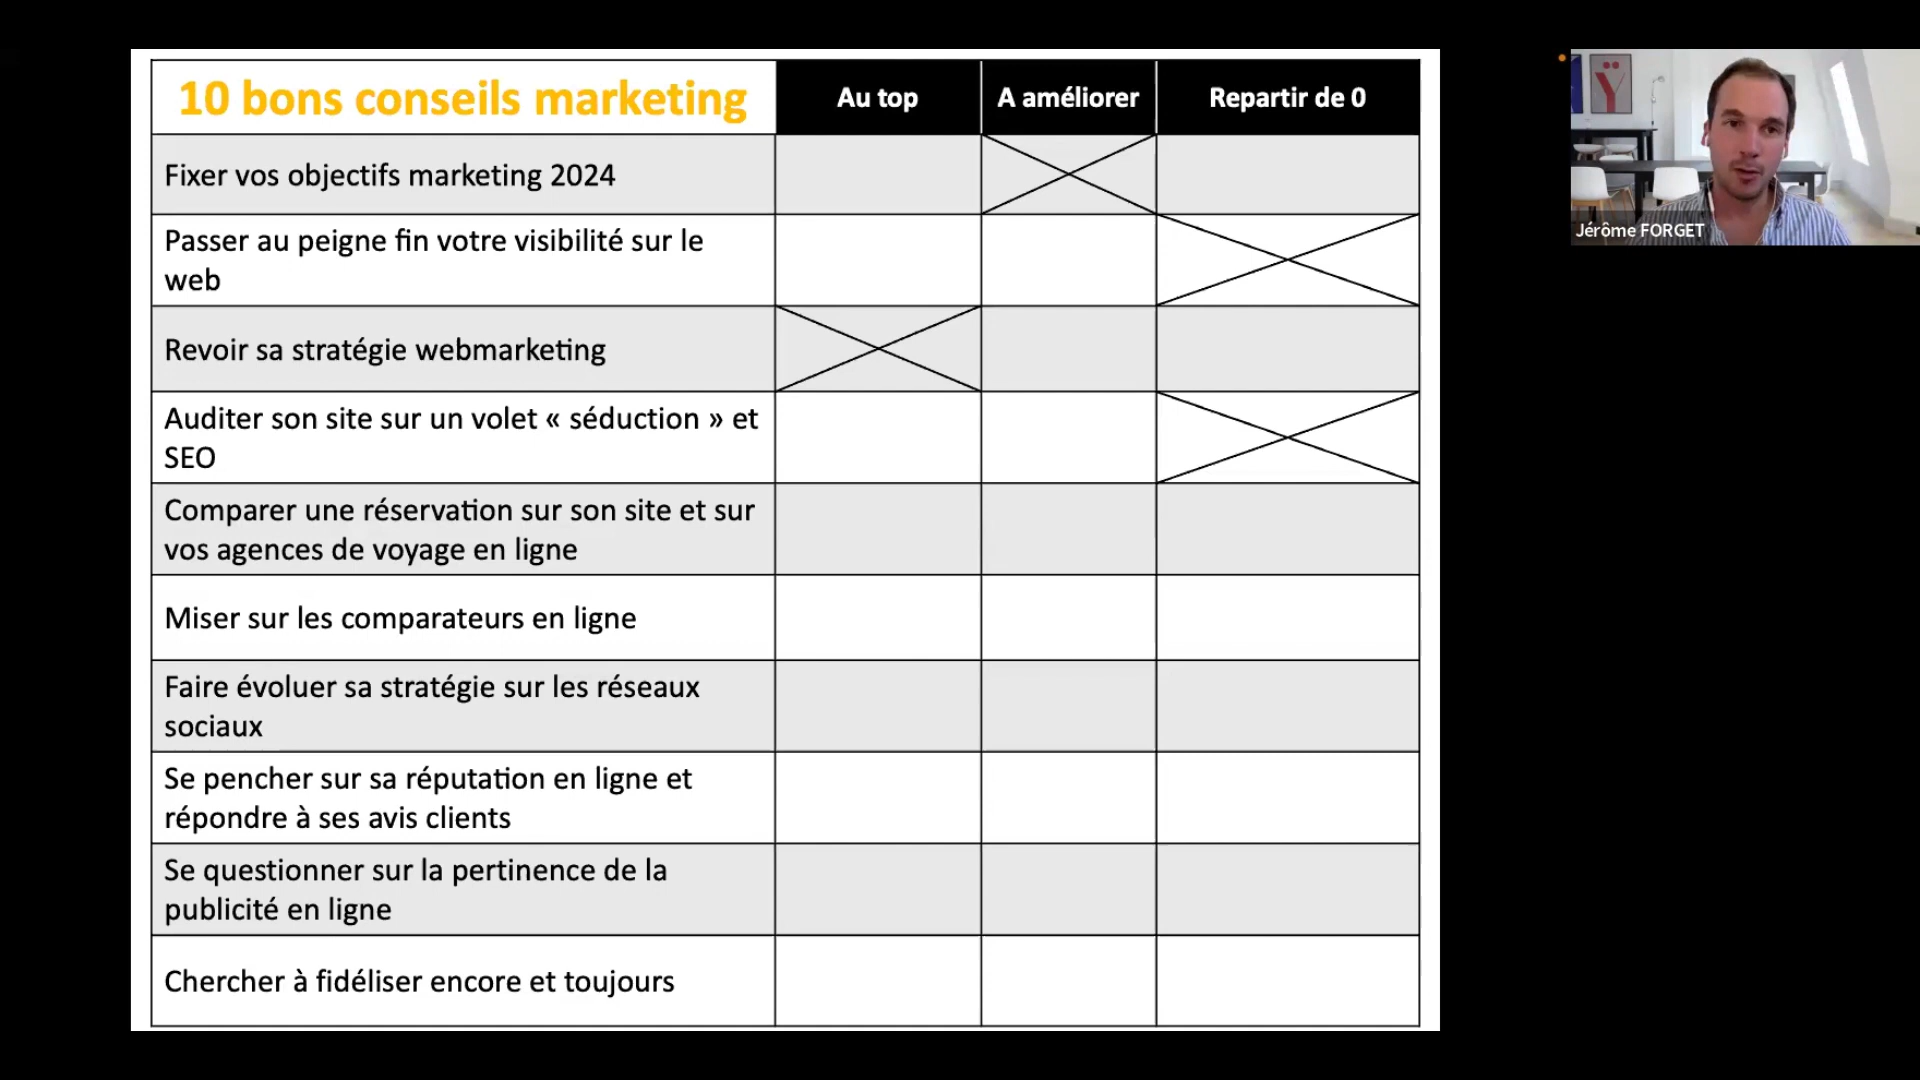 10 bons conseils marketing
Au top
A améliorer
Repartir de 0
Fixer vos objectifs marketing 2024
Passer au peigne fin votre visibilité sur le
web
Revoir sa stratégie webmarketing
Auditer son site sur un volet « séduction » et
SEO
Comparer une réservation sur son site et sur
vos agences de voyage en ligne
Miser sur les comparateurs en ligne
Faire évoluer sa stratégie sur les réseaux
sociaux
Se pencher sur sa réputation en ligne et
répondre à ses avis clients
Se questionner sur la pertinence de la
publicité en ligne
Chercher à fidéliser encore et toujours
Jérôme FORGET
Ÿ